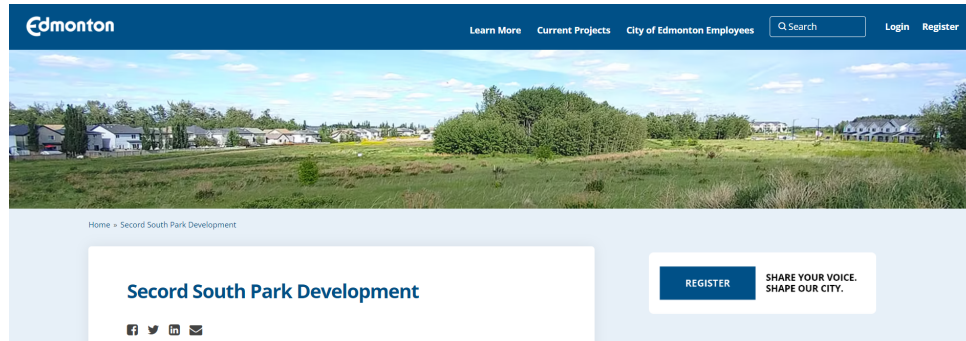 Edmonton
Learn More Current Projects City of Edmonton Employees Search Login Register
Home » Secord South Park Development
Secord South Park Development
REGISTER
SHARE YOUR VOICE.
SHAPE OUR CITY.